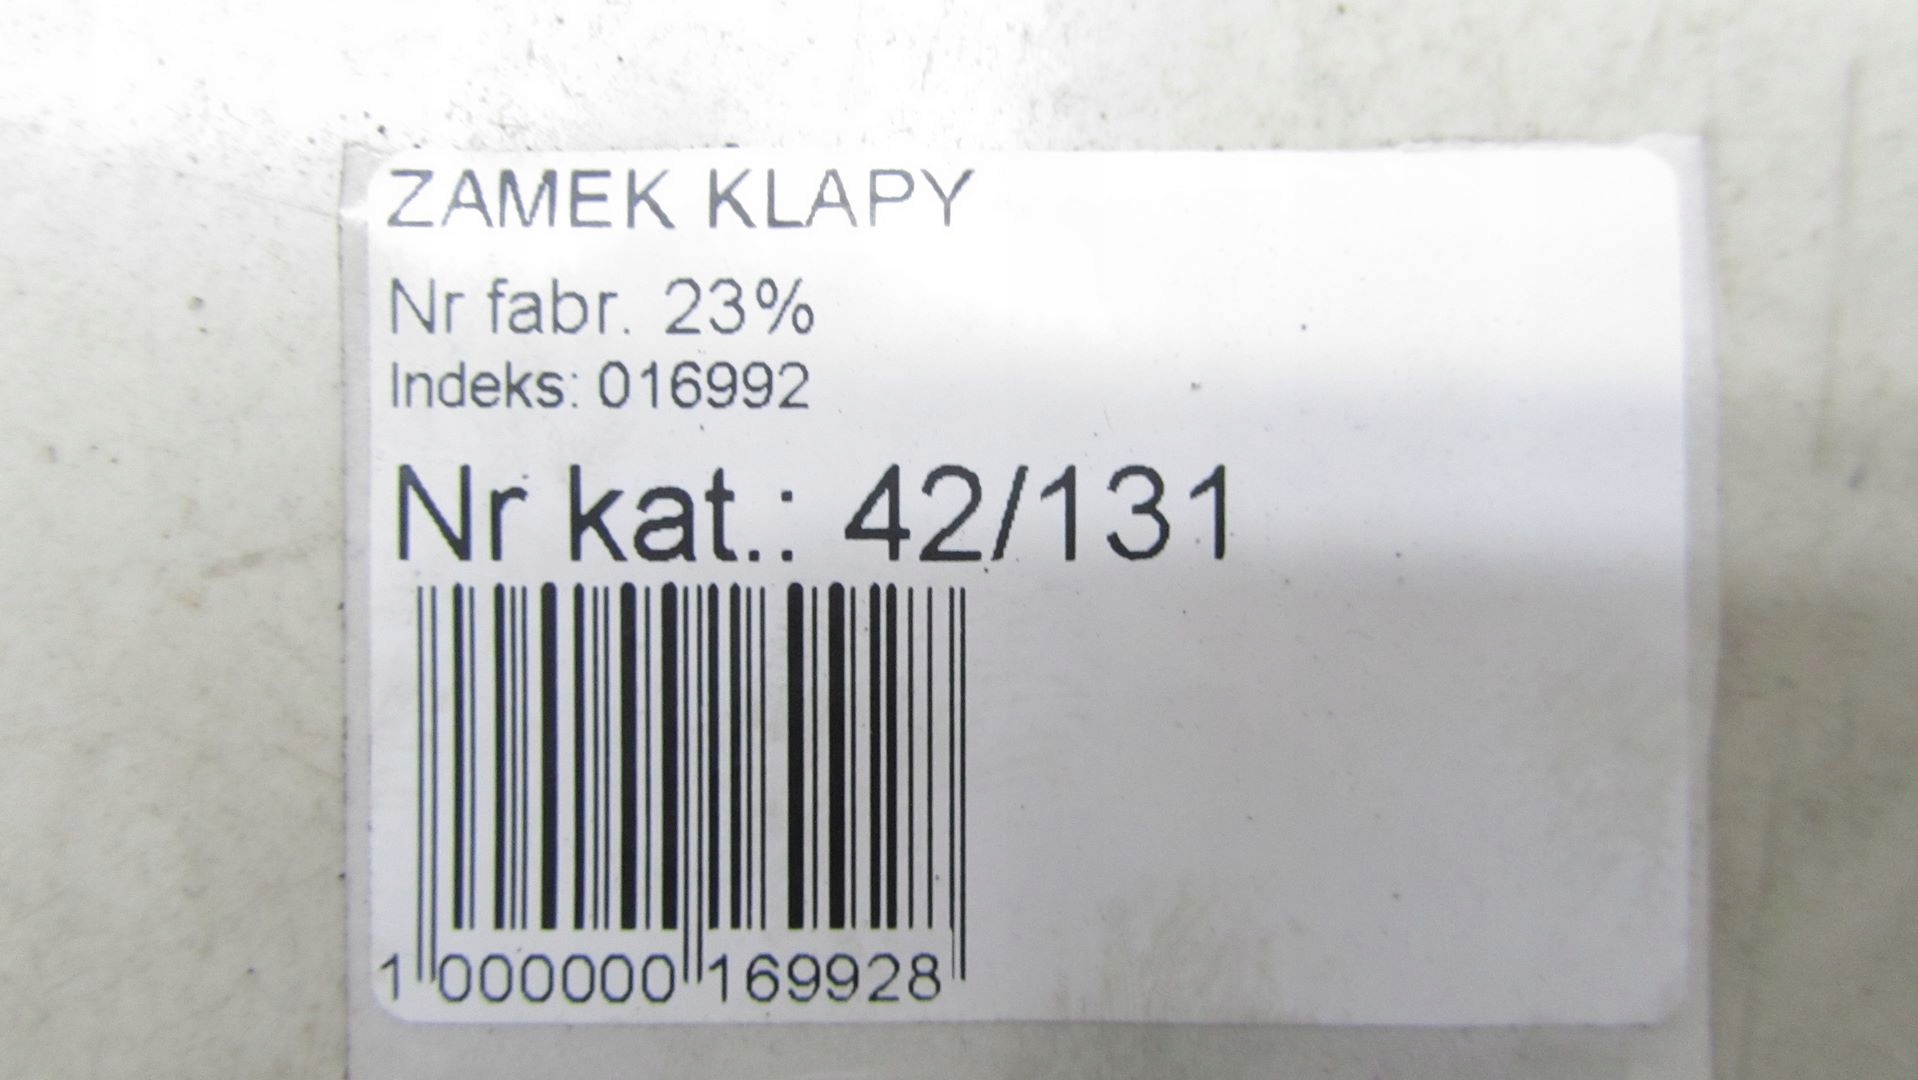 ZAMEK KLAPY
Nr fabr. 23%
Indeks: 016992
Nr kat.: 42/131
1 000000 169928